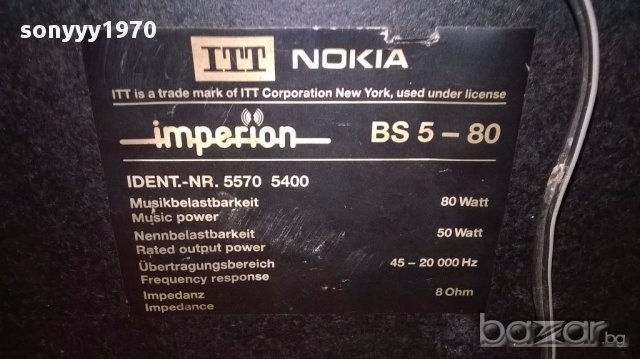 sonyyy1970
ITT NOKIA
ITT is a trade mark of ITT Corporation New York, used under license
imperion BS 5 – 80
IDENT.-NR. 5570 5400
Musikbelastbarkeit 80 Watt
Music power
Nennbelastbarkeit 50 Watt
Rated output power
Übertragungsbereich 45 – 20 000 Hz
Frequency response
Impedanz 8 Ohm
Impedance
bazar.bg